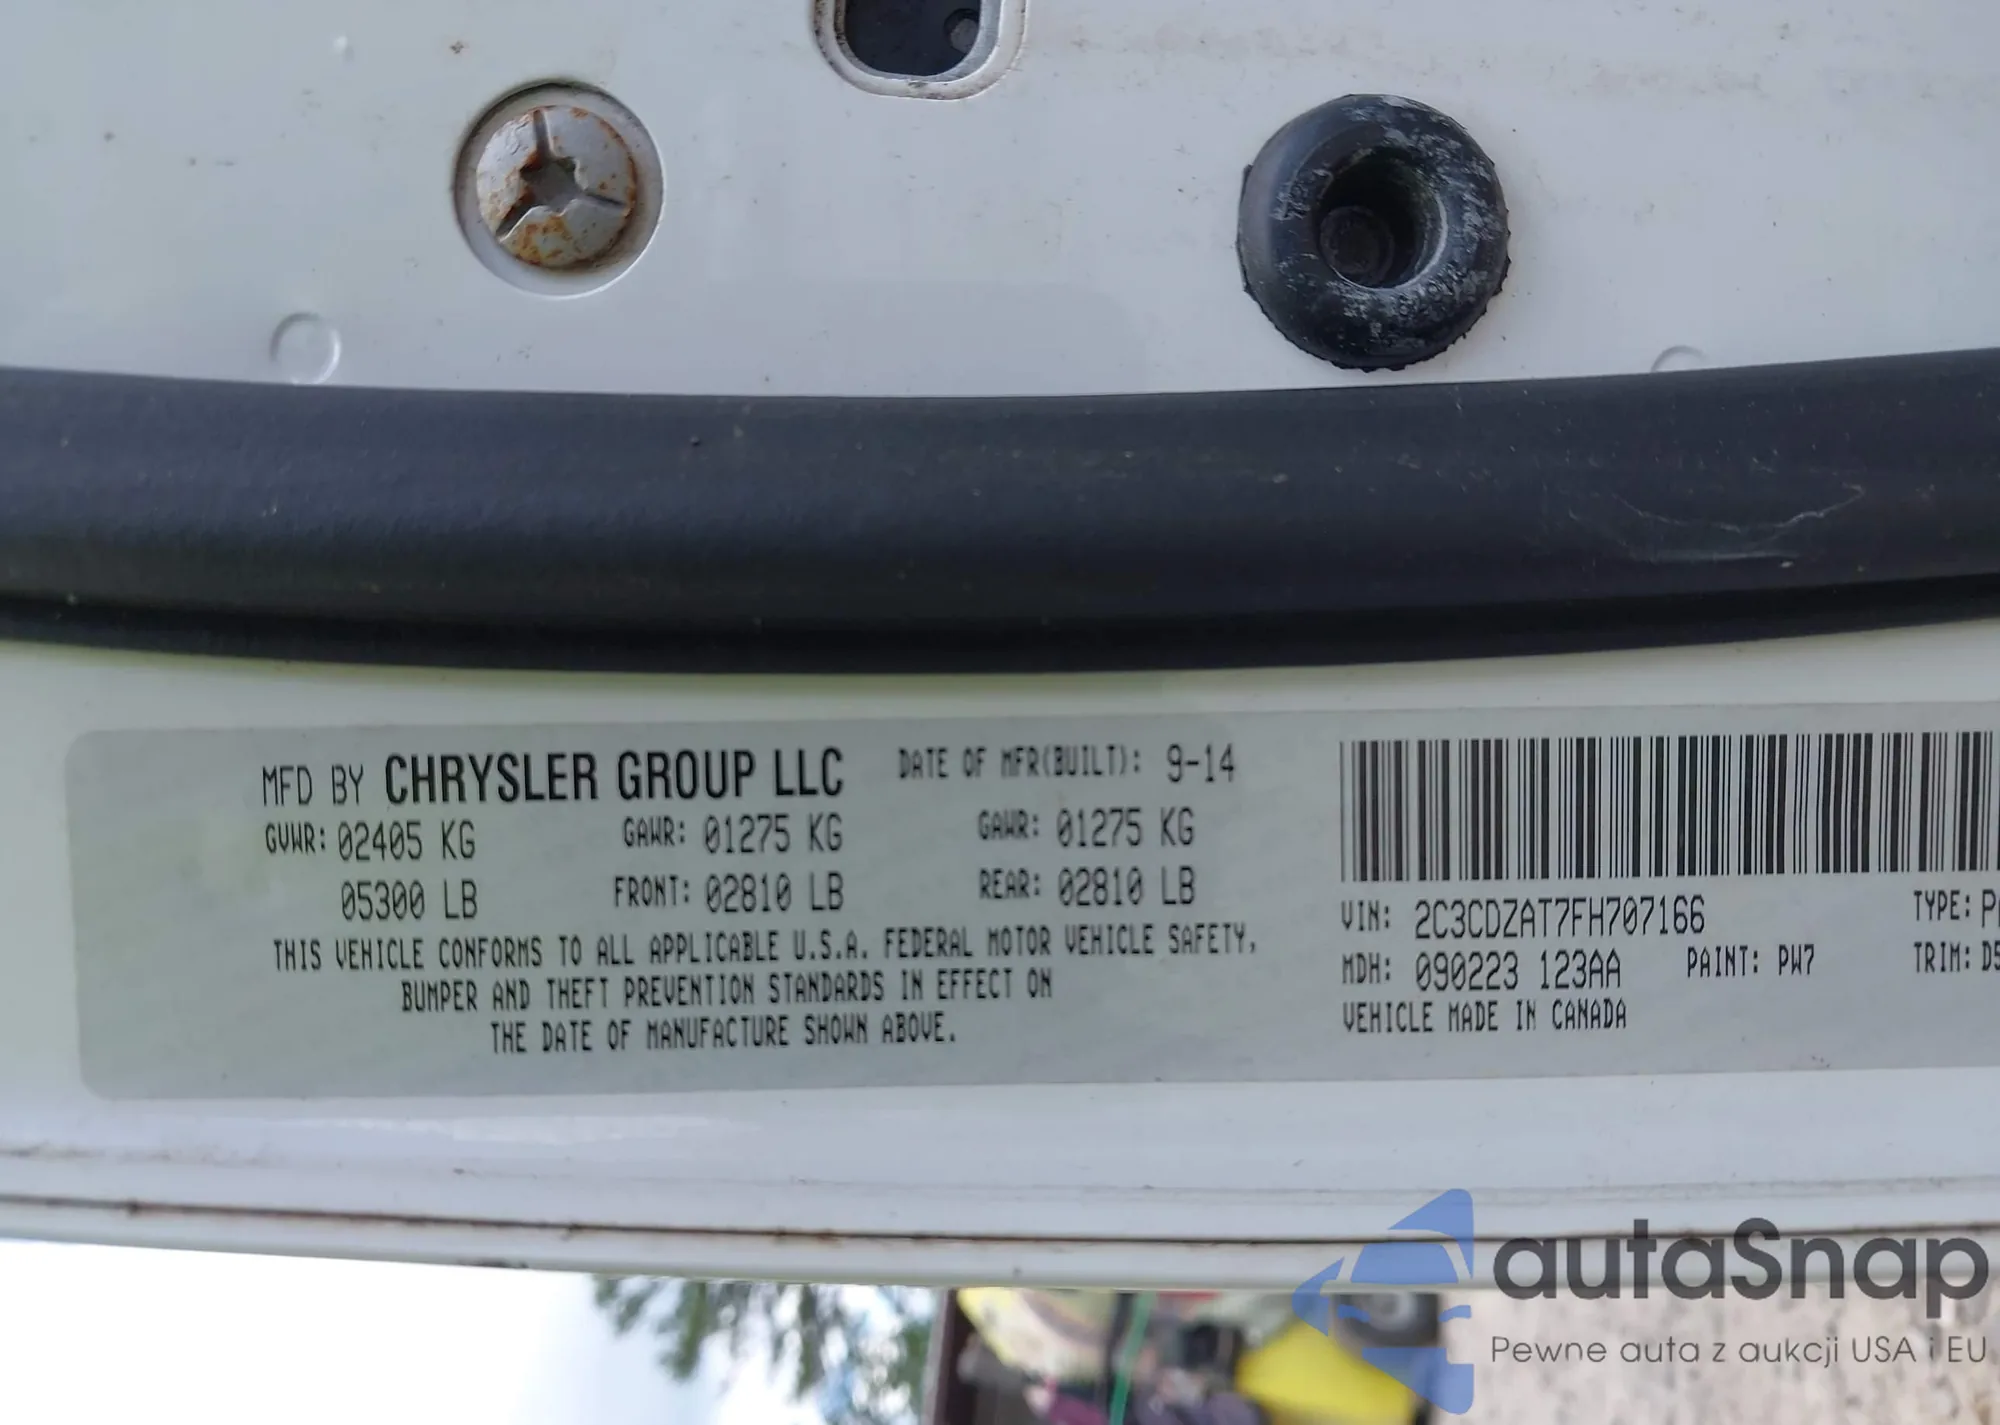 MFD BY CHRYSLER GROUP LLC DATE OF MFR(BUILT): 9-14
GVWR: 02405 KG GAWR: 01275 KG GAWR: 01275 KG
05300 LB FRONT: 02810 LB REAR: 02810 LB
THIS VEHICLE CONFORMS TO ALL APPLICABLE U.S.A. FEDERAL MOTOR VEHICLE SAFETY,
BUMPER AND THEFT PREVENTION STANDARDS IN EFFECT ON
THE DATE OF MANUFACTURE SHOWN ABOVE.
VIN: 2C3CDZAT7FH707166 TYPE:
MDH: 090223 123AA PAINT: PW7 TRIM: D5
VEHICLE MADE IN CANADA
autaSnap
Pewne auta z aukcji USA i EU